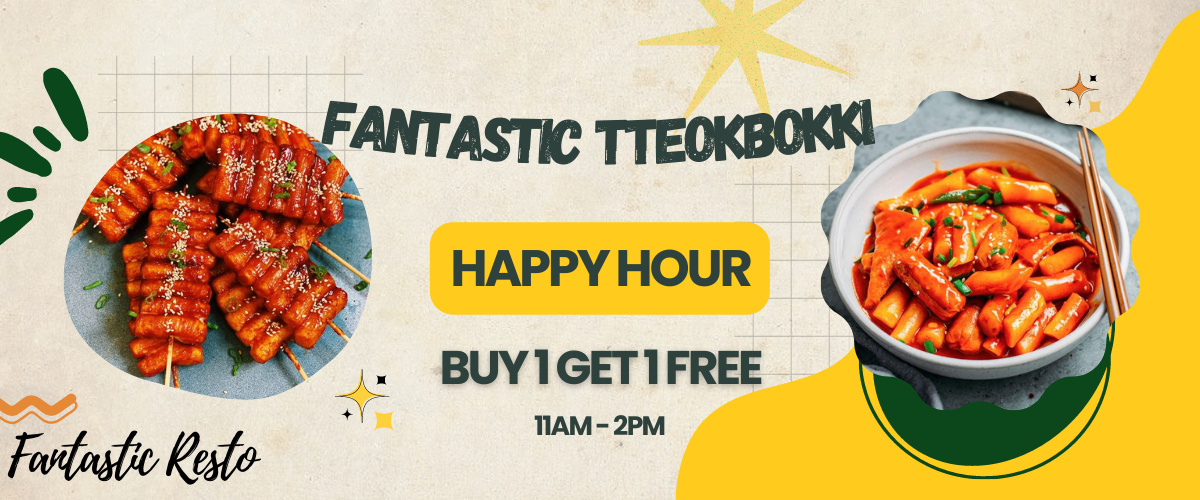 FANTASTIC TTEOKBOKKI
HAPPY HOUR
BUY 1 GET 1 FREE
11AM - 2PM
Fantastic Resto